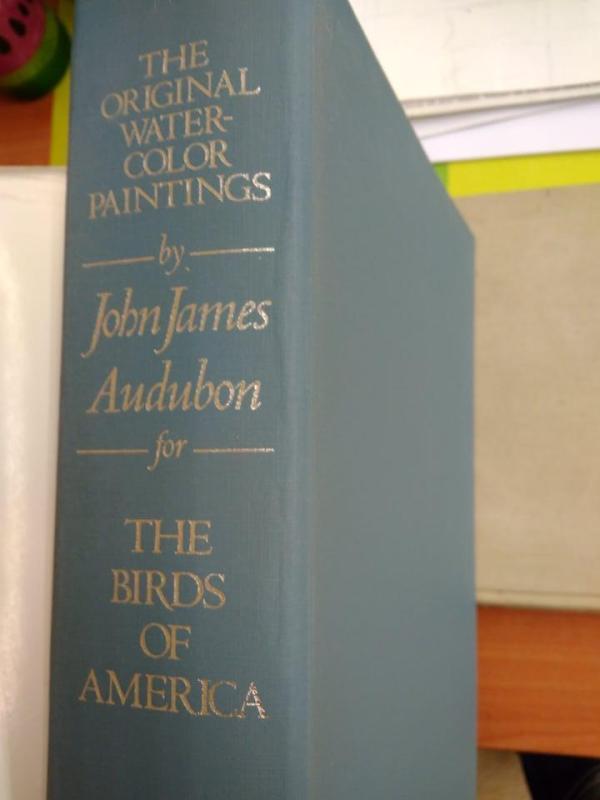 THE
ORIGINAL
WATER-
COLOR
PAINTINGS
by
John James
Audubon
for
THE
BIRDS
OF
AMERICA